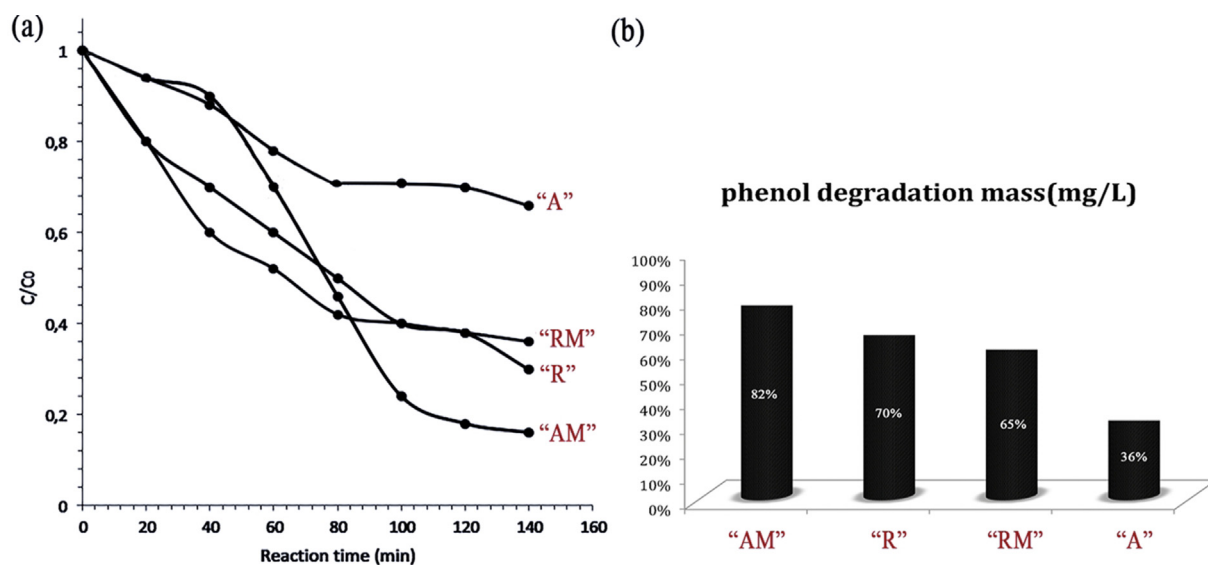 (a)
C/C0
1
0,8
0,6
0,4
0,2
0
0 20 40 60 80 100 120 140 160
Reaction time (min)
“A”
“RM”
“R”
“AM”
(b)
phenol degradation mass(mg/L)
100%
90%
80%
70%
60%
50%
40%
30%
20%
10%
0%
82%
70%
65%
36%
“AM” “R” “RM” “A”